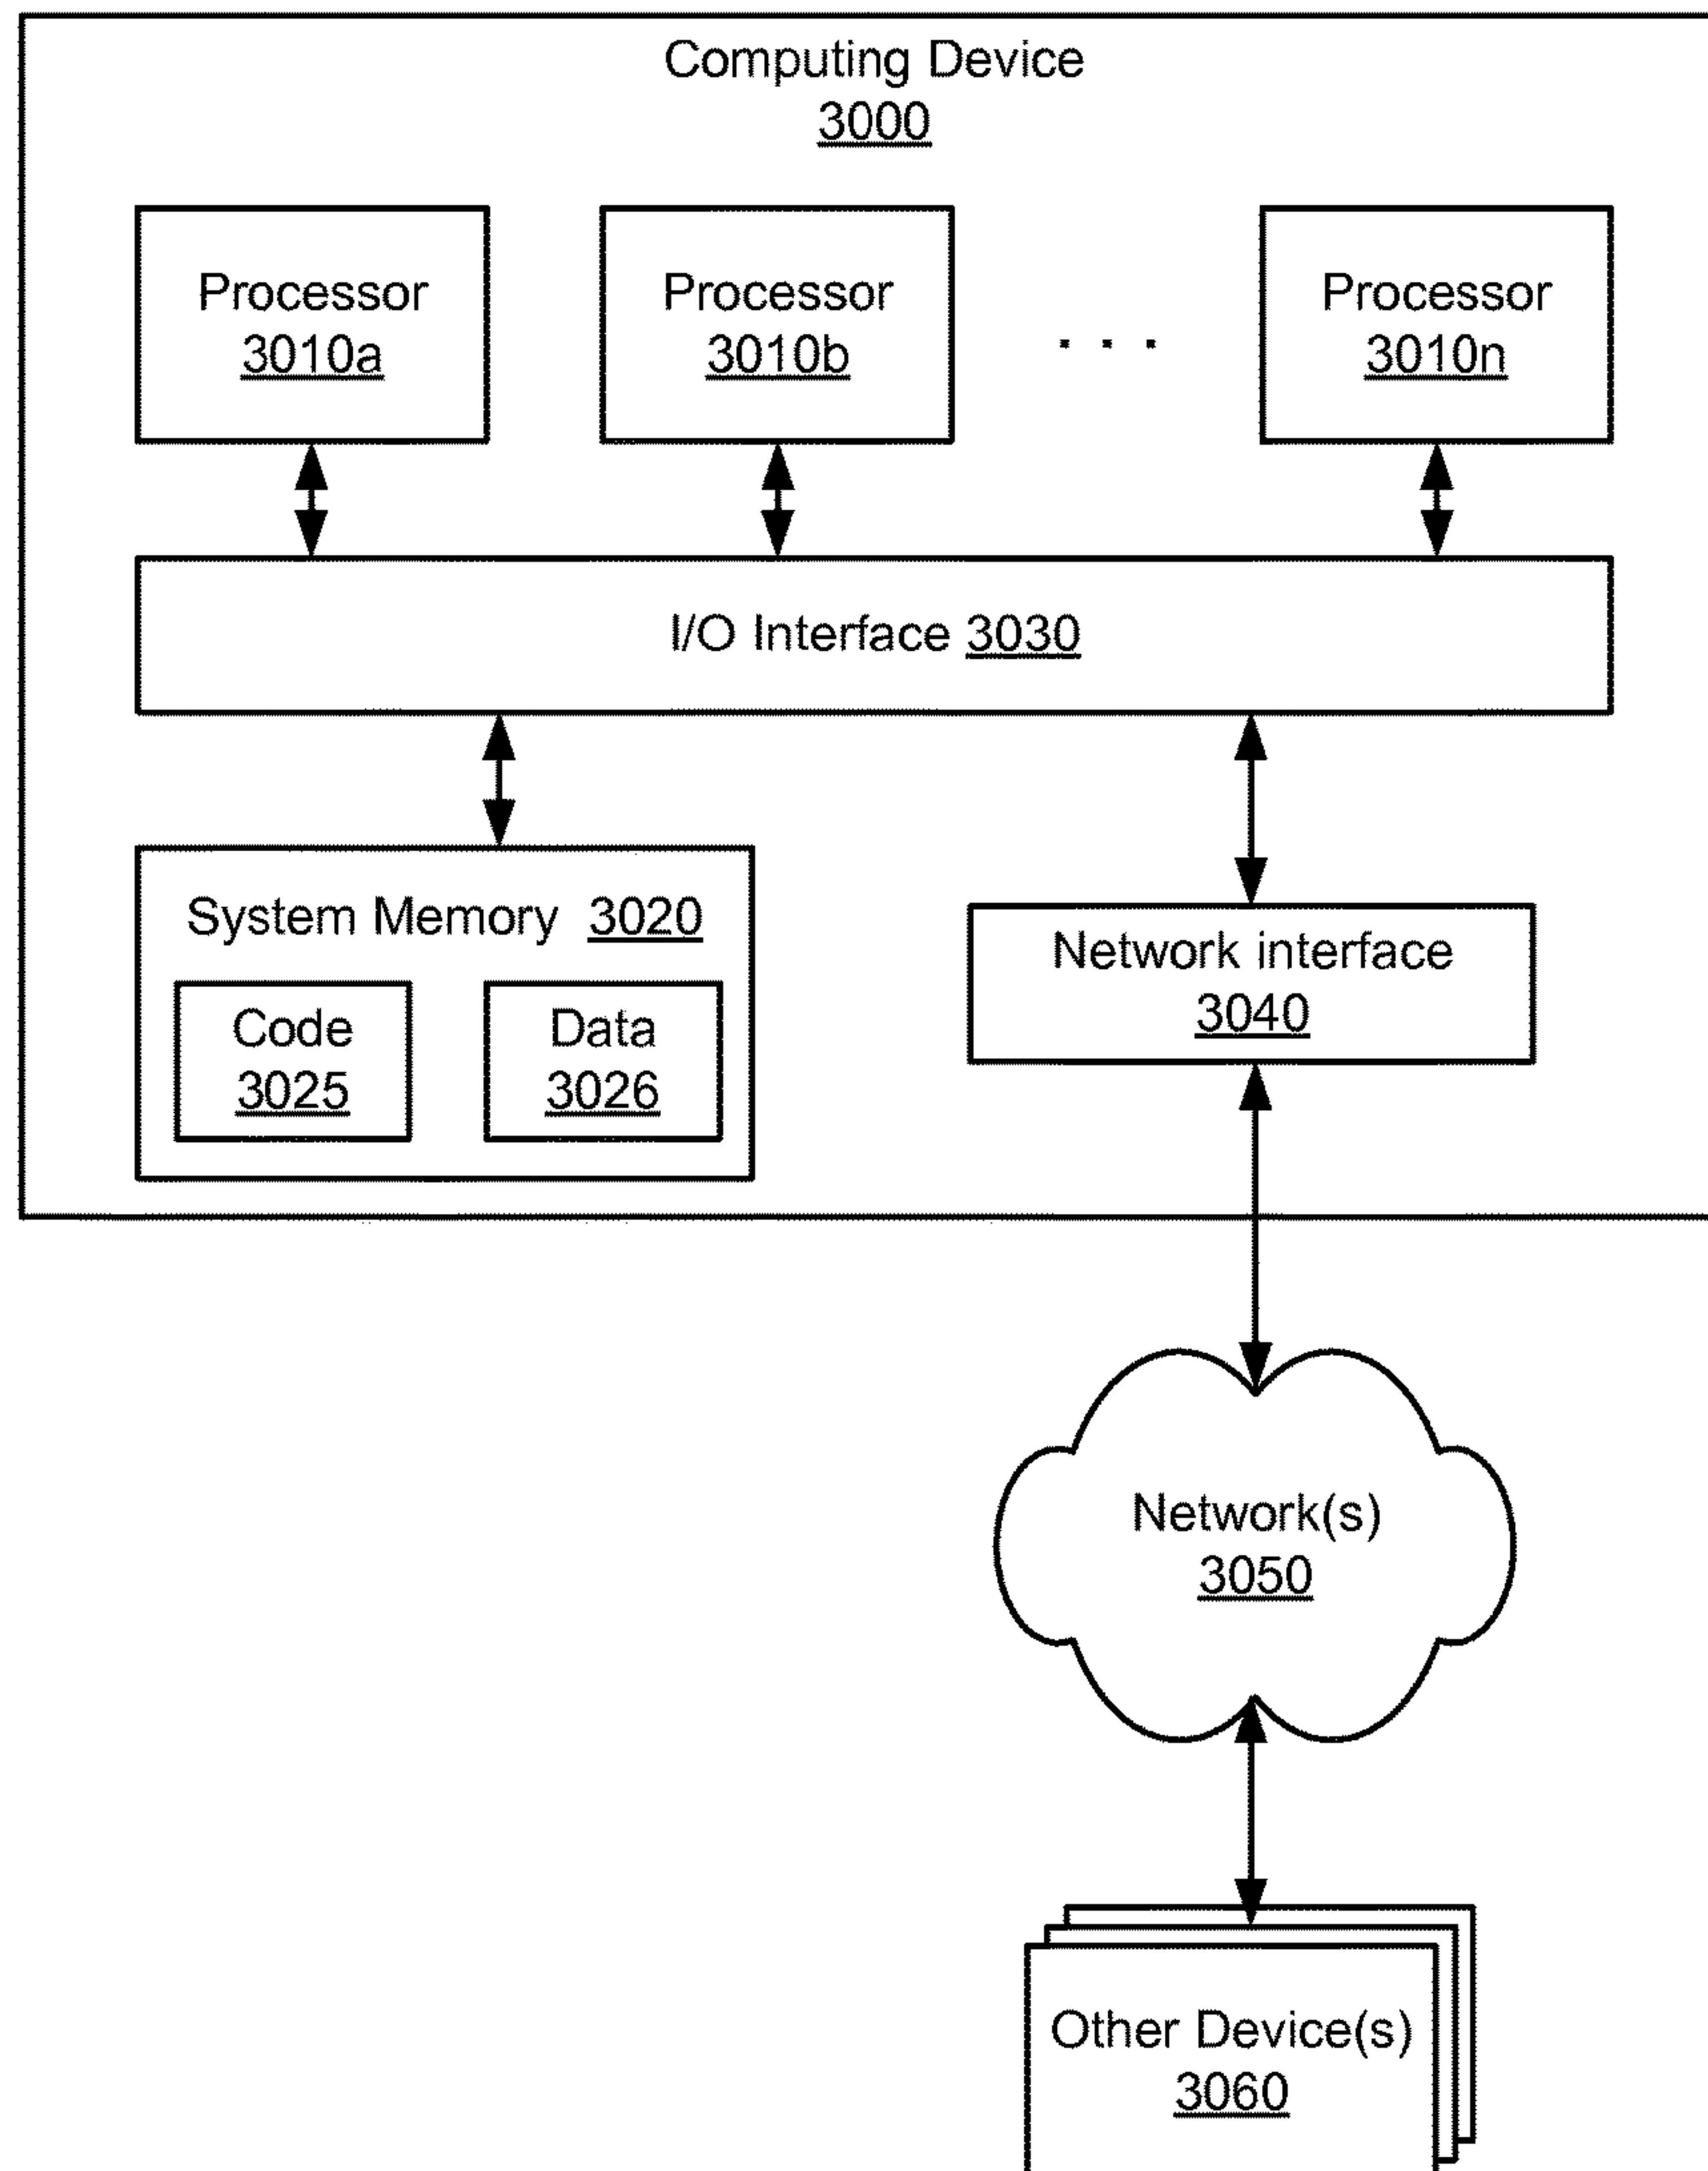 Computing Device
3000
Processor
3010a
Processor
3010b
. . .
Processor
3010n
I/O Interface 3030
System Memory 3020
Code
3025
Data
3026
Network interface
3040
Network(s)
3050
Other Device(s)
3060